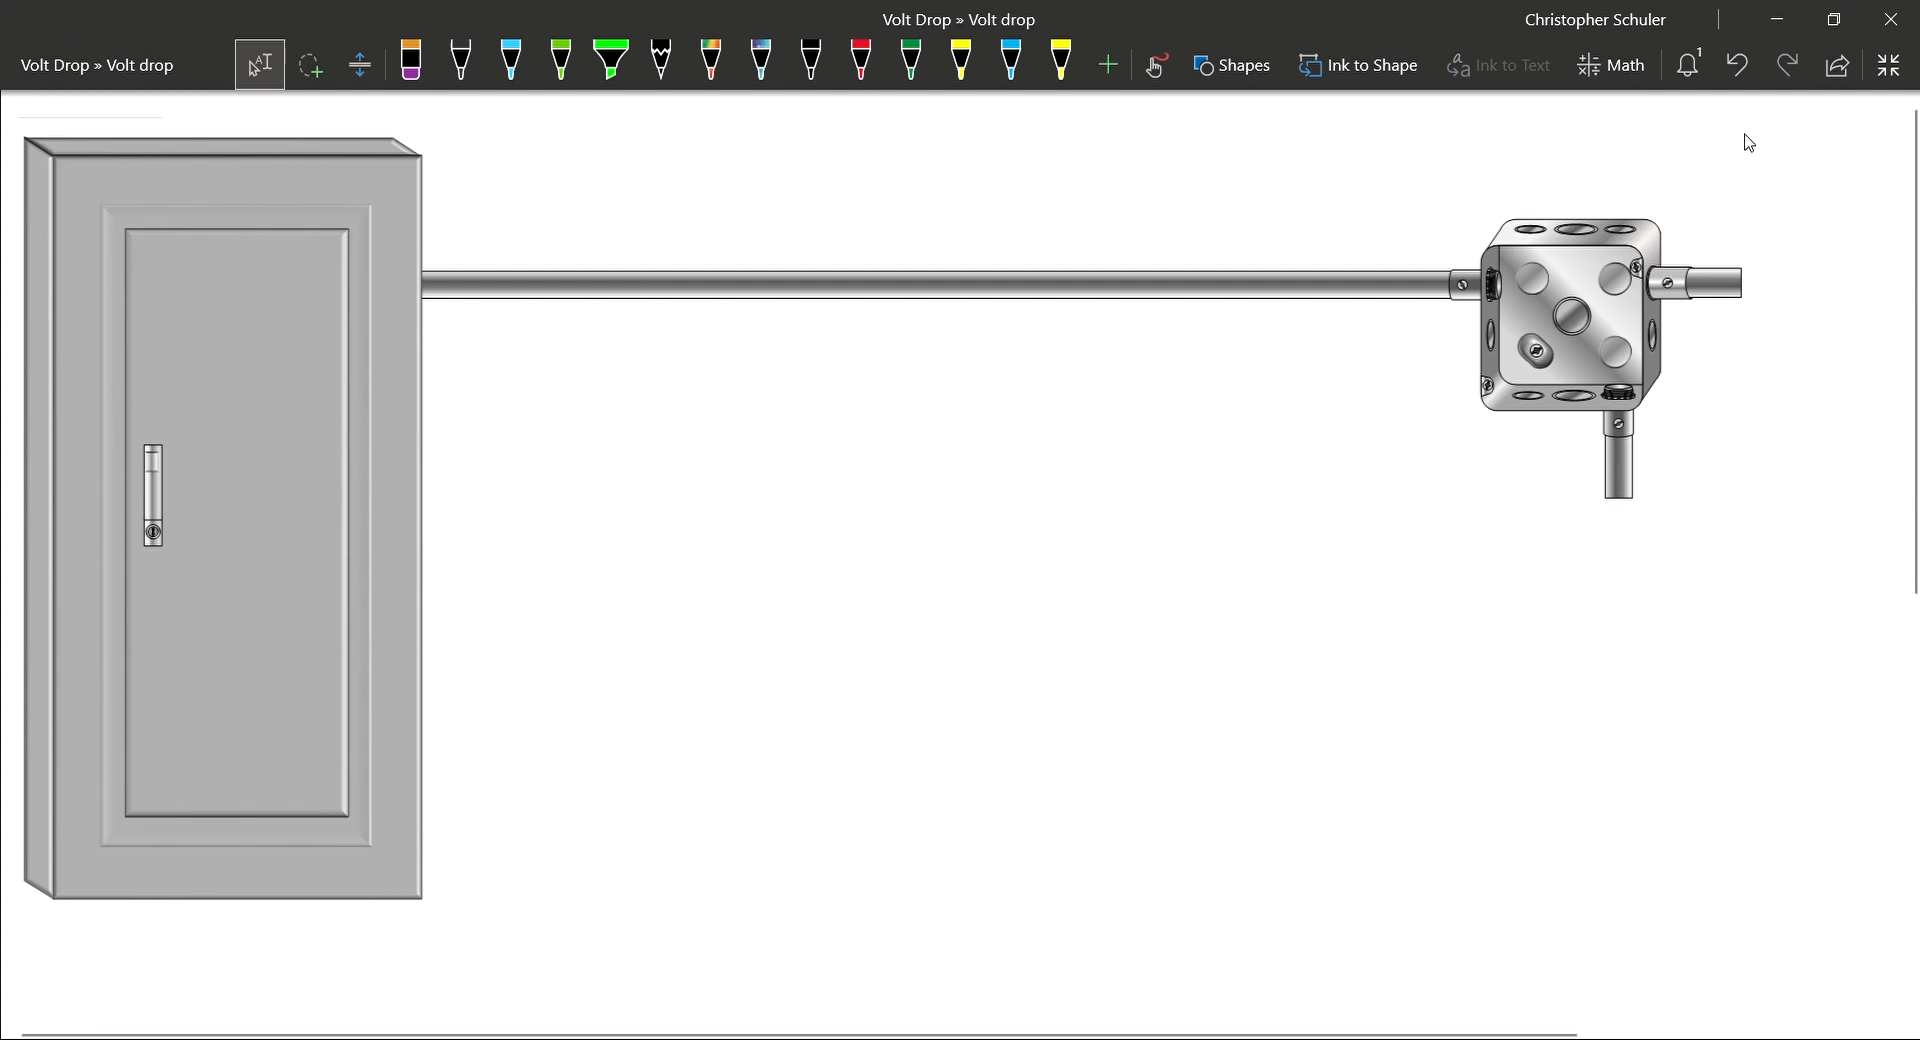 Volt Drop » Volt drop
Christopher Schuler
Volt Drop » Volt drop
Shapes
Ink to Shape
Ink to Text
Math
1